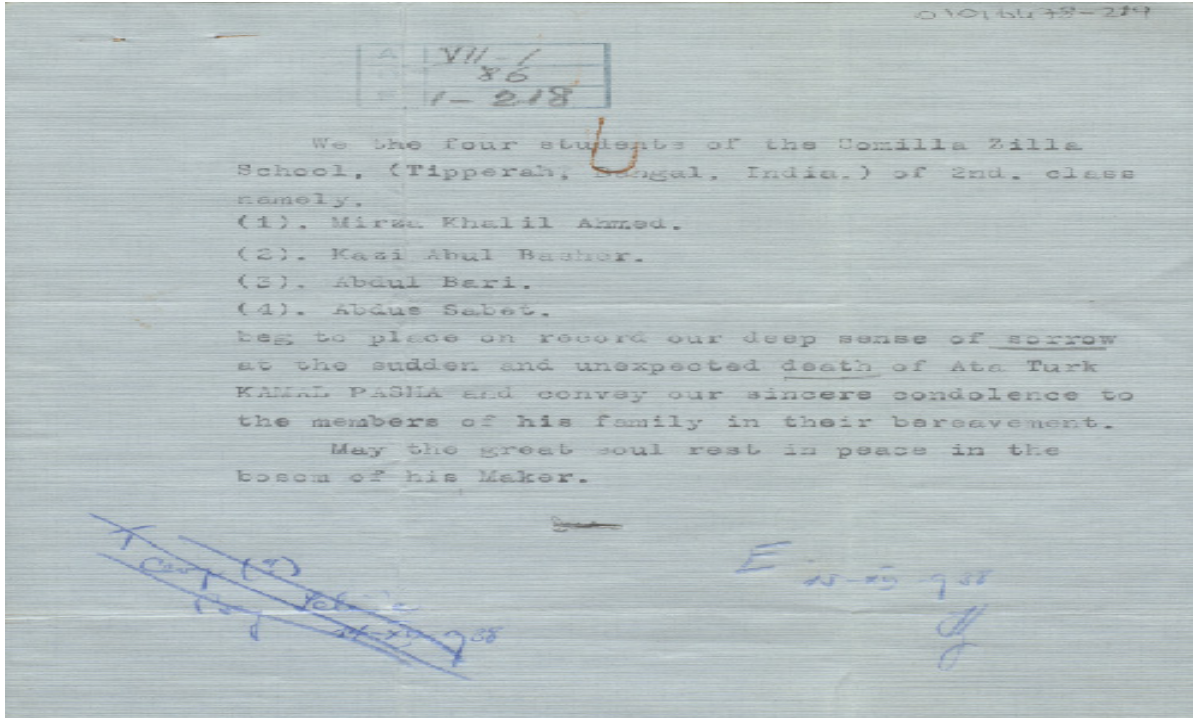 01016678-219
A VII-1
D 86
F 1-218
We the four students of the Comilla Zilla
School, (Tipperah, Bengal, India.) of 2nd. class
namely.
(1). Mirza Khalil Ahmed.
(2). Kazi Abul Basher.
(3). Abdul Bari.
(4). Abdus Sabet.
beg to place on record our deep sense of sorrow
at the sudden and unexpected death of Ata Turk
KAMAL PASHA and convey our sincere condolence to
the members of his family in their bereavement.
May the great soul rest in peace in the
bosom of his Maker.
E